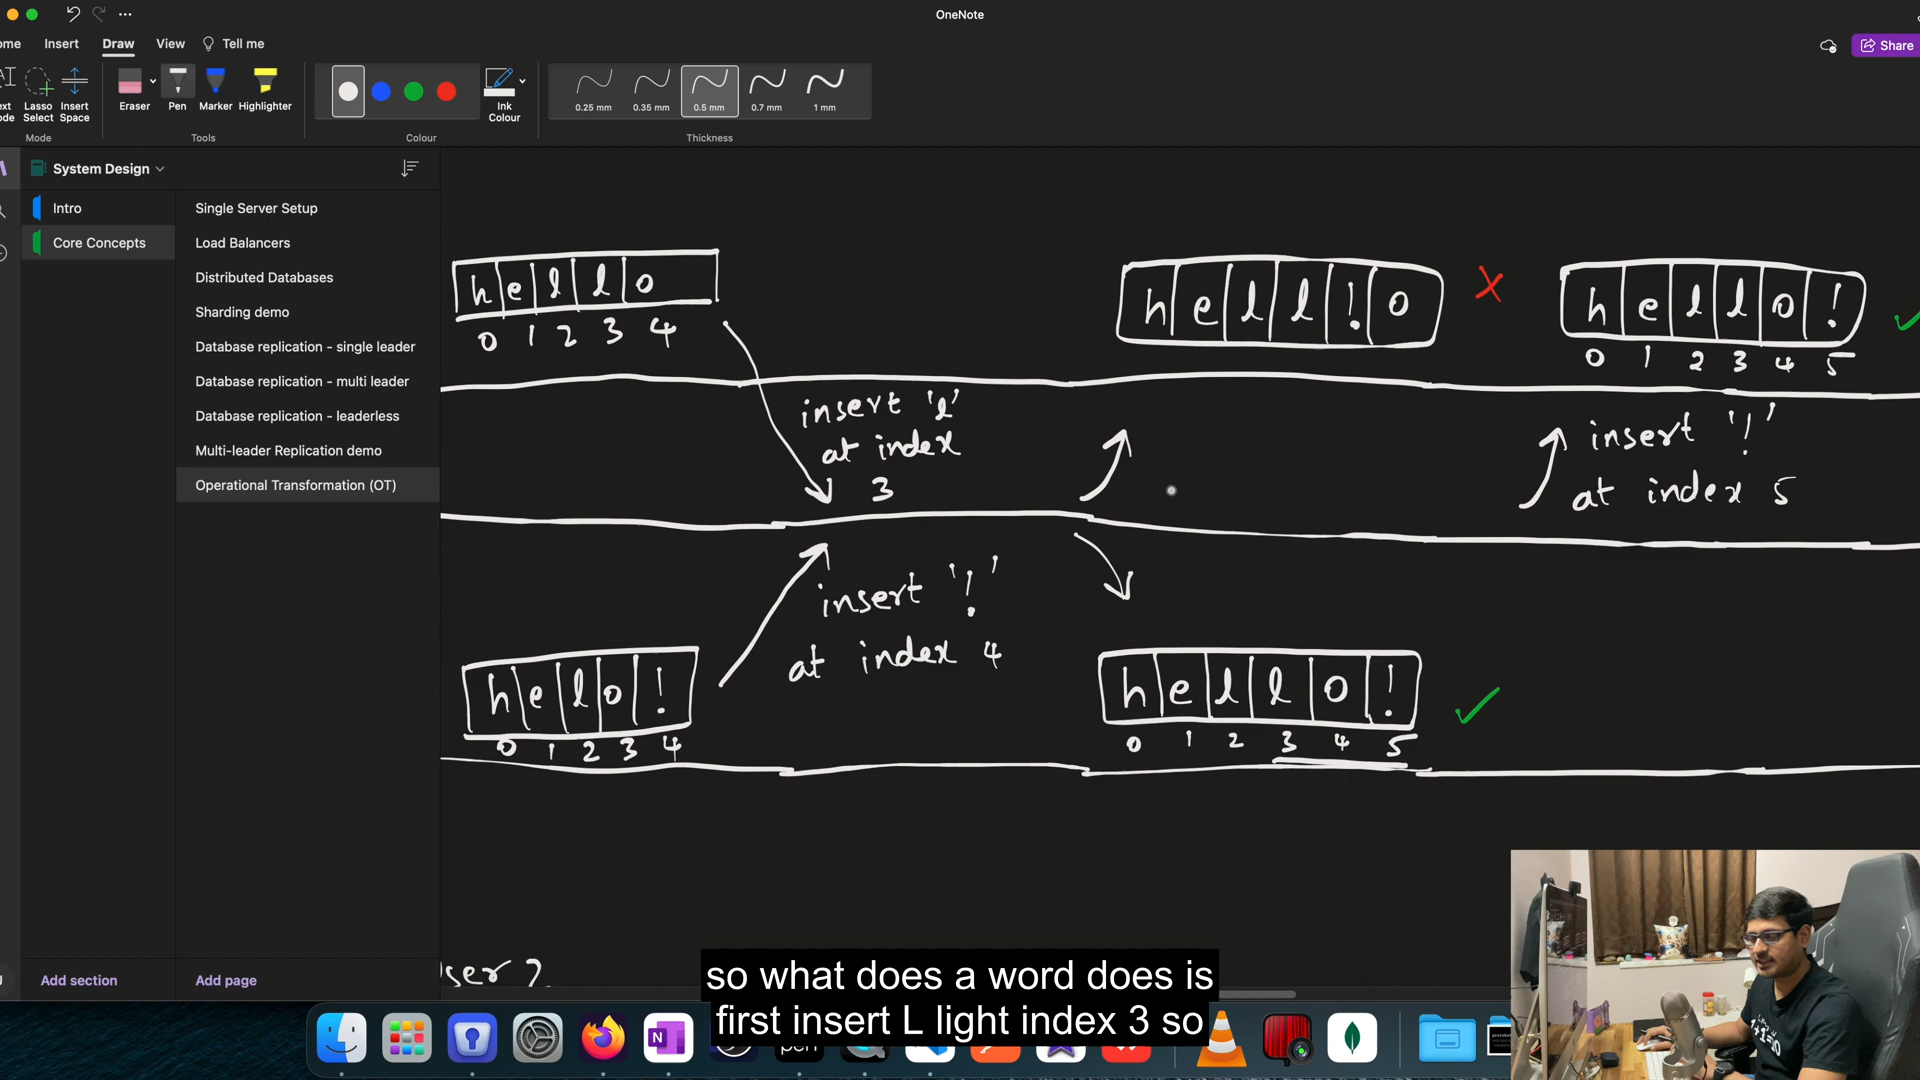 OneNote
ome Insert Draw View Tell me
Share
ext
ode
Lasso
Select
Insert
Space
Eraser
Pen
Marker
Highlighter
Ink
Colour
0.25 mm
0.35 mm
0.5 mm
0.7 mm
1 mm
Mode
Tools
Colour
Thickness
System Design
Intro
Core Concepts
Single Server Setup
Load Balancers
Distributed Databases
Sharding demo
Database replication - single leader
Database replication - multi leader
Database replication - leaderless
Multi-leader Replication demo
Operational Transformation (OT)
Add section
Add page
h e l l o
0 1 2 3 4
h e l l ! o
X
h e l l o !
0 1 2 3 4 5
insert 'l'
at index
3
insert '!'
at index 5
insert '!'
at index 4
h e l o !
0 1 2 3 4
h e l l o !
0 1 2 3 4 5
ser 2
so what does a word does is
first insert L light index 3 so